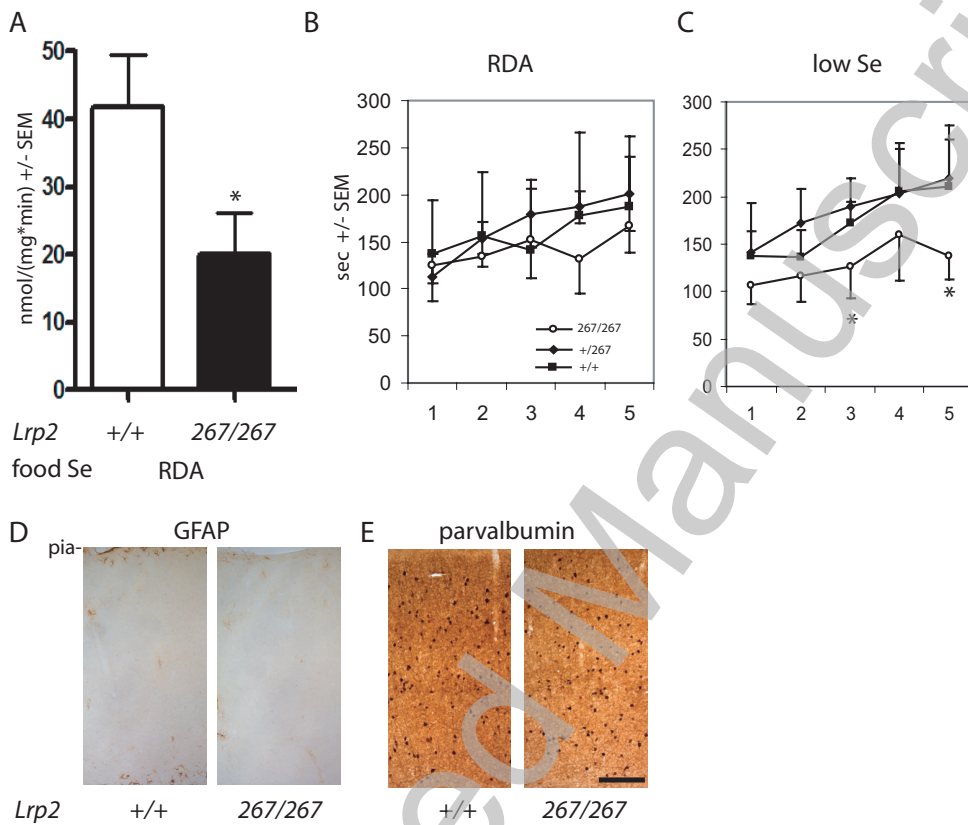 A
nmol/(mg*min) +/- SEM
50
40
30
20
10
0
*
Lrp2 +/+ 267/267
food Se RDA
B
RDA
sec +/- SEM
300
250
200
150
100
50
0
267/267
+/267
+/+
1 2 3 4 5
C
low Se
300
250
200
150
100
50
0
*
*
1 2 3 4 5
D
GFAP
pia-
E
parvalbumin
Lrp2 +/+ 267/267
+/+ 267/267
ed Manuscri